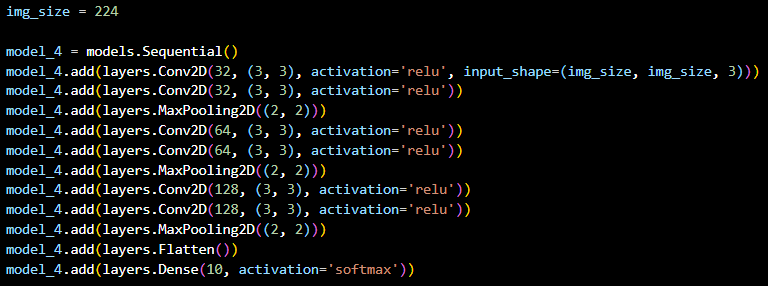 img_size = 224
model_4 = models.Sequential()
model_4.add(layers.Conv2D(32, (3, 3), activation='relu', input_shape=(img_size, img_size, 3)))
model_4.add(layers.Conv2D(32, (3, 3), activation='relu'))
model_4.add(layers.MaxPooling2D((2, 2)))
model_4.add(layers.Conv2D(64, (3, 3), activation='relu'))
model_4.add(layers.Conv2D(64, (3, 3), activation='relu'))
model_4.add(layers.MaxPooling2D((2, 2)))
model_4.add(layers.Conv2D(128, (3, 3), activation='relu'))
model_4.add(layers.Conv2D(128, (3, 3), activation='relu'))
model_4.add(layers.MaxPooling2D((2, 2)))
model_4.add(layers.Flatten())
model_4.add(layers.Dense(10, activation='softmax'))